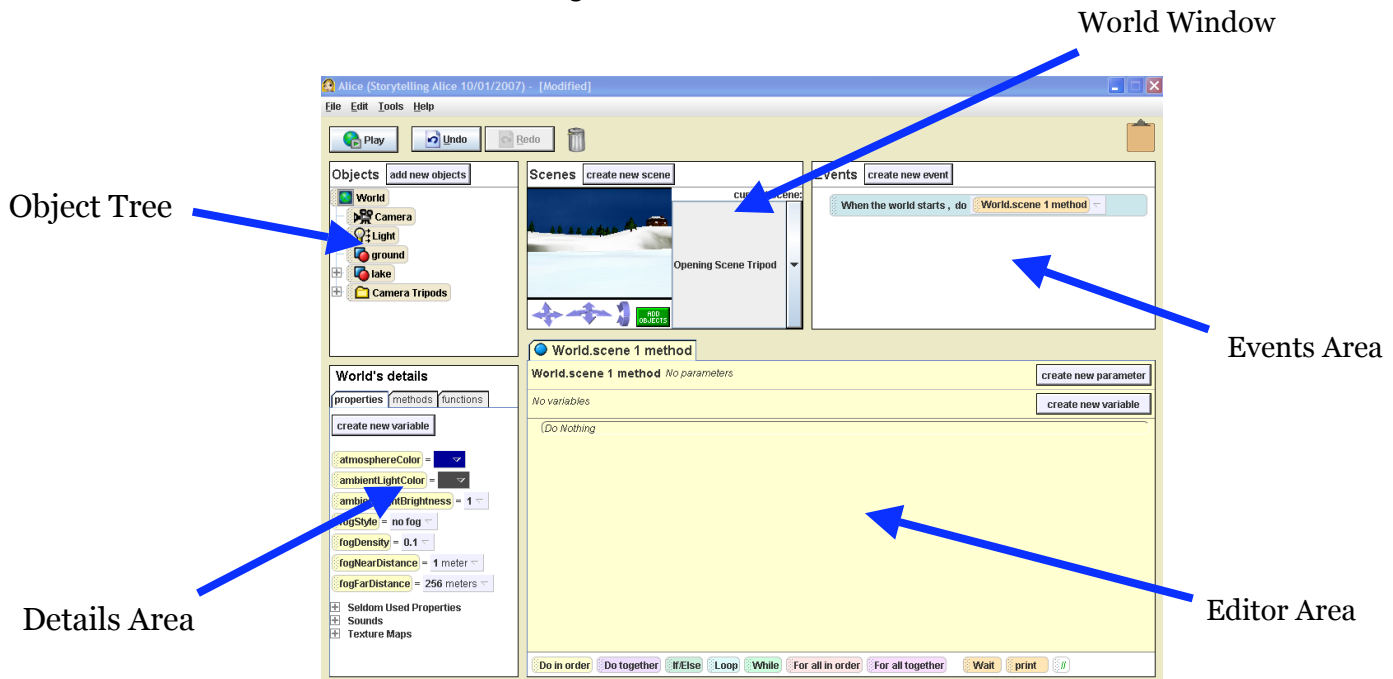 World Window
Alice (Storytelling Alice 10/01/2007) - [Modified]
File Edit Tools Help
Play Undo Redo
Objects add new objects
World
Camera
Light
ground
lake
Camera Tripods
Scenes create new scene
Opening Scene Tripod
ADD
OBJECTS
create new event
When the world starts , do World.scene 1 method
Object Tree
Events Area
World's details
properties methods functions
create new variable
atmosphereColor =
ambientLightColor =
= 1
fogStyle = no fog
fogDensity = 0.1
fogNearDistance = 1 meter
fogFarDistance = 256 meters
Seldom Used Properties
Sounds
Texture Maps
World.scene 1 method
World.scene 1 method No parameters
create new parameter
No variables
create new variable
Do Nothing
Details Area
Editor Area
Do in order Do together If/Else Loop While For all in order For all together Wait print //